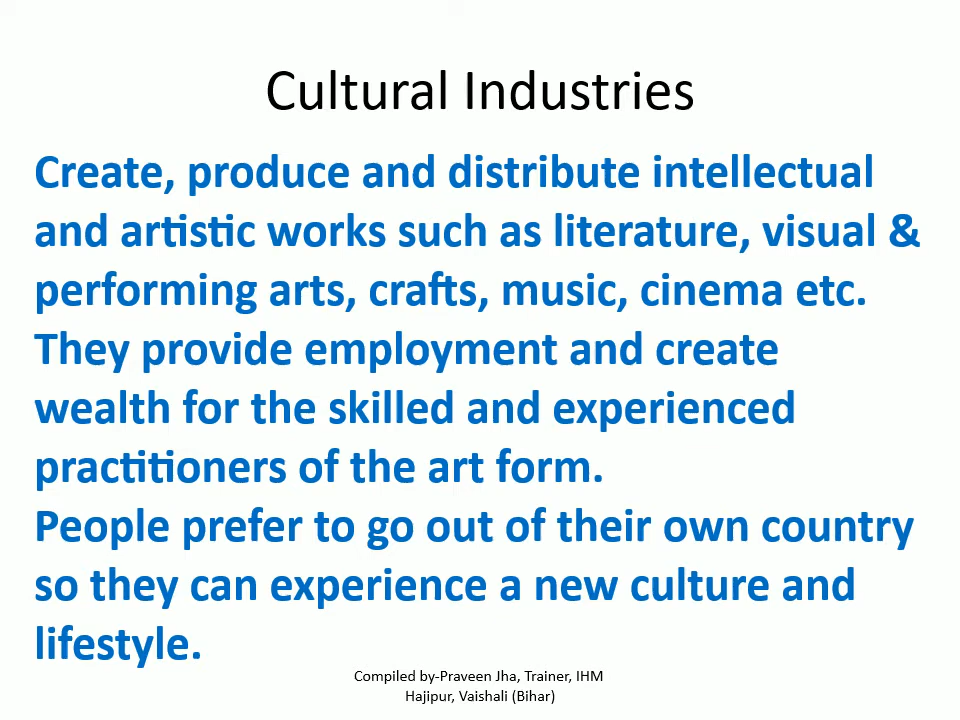 Cultural Industries
Create, produce and distribute intellectual
and artistic works such as literature, visual &
performing arts, crafts, music, cinema etc.
They provide employment and create
wealth for the skilled and experienced
practitioners of the art form.
People prefer to go out of their own country
so they can experience a new culture and
lifestyle.
Compiled by-Praveen Jha, Trainer, IHM
Hajipur, Vaishali (Bihar)